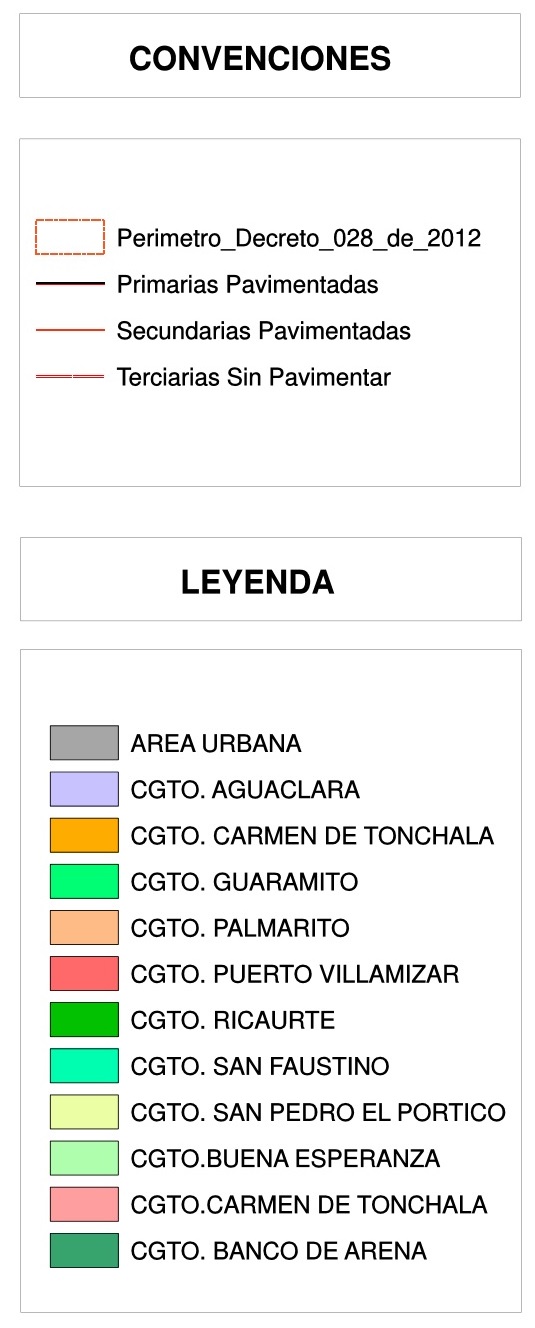 CONVENCIONES
Perimetro_Decreto_028_de_2012
Primarias Pavimentadas
Secundarias Pavimentadas
Terciarias Sin Pavimentar
LEYENDA
AREA URBANA
CGTO. AGUACLARA
CGTO. CARMEN DE TONCHALA
CGTO. GUARAMITO
CGTO. PALMARITO
CGTO. PUERTO VILLAMIZAR
CGTO. RICAURTE
CGTO. SAN FAUSTINO
CGTO. SAN PEDRO EL PORTICO
CGTO.BUENA ESPERANZA
CGTO.CARMEN DE TONCHALA
CGTO. BANCO DE ARENA